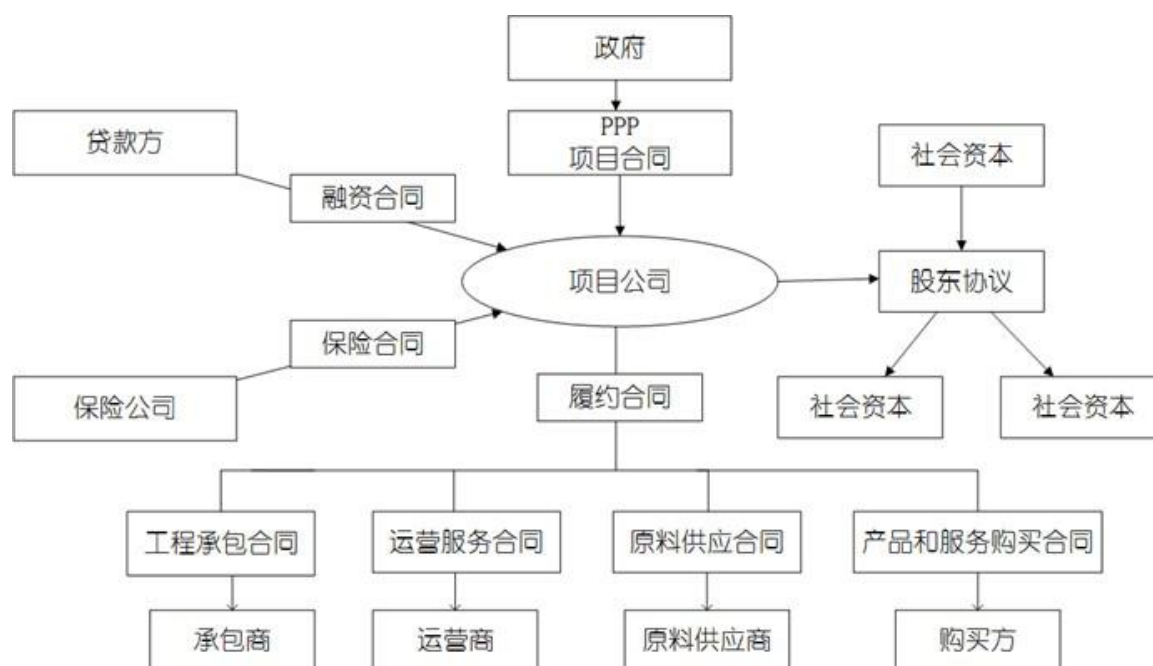 政府
PPP
项目合同
贷款方
社会资本
融资合同
项目公司
股东协议
保险合同
保险公司
履约合同
社会资本
社会资本
工程承包合同
运营服务合同
原料供应合同
产品和服务购买合同
承包商
运营商
原料供应商
购买方